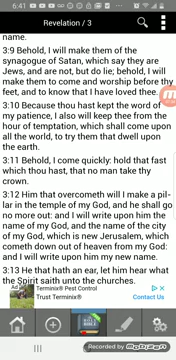 6:41
Revelation / 3
name.
3:9 Behold, I will make them of the
synagogue of Satan, which say they are
Jews, and are not, but do lie; behold, I will
make them to come and worship before thy
feet, and to know that I have loved thee.
3:10 Because thou hast kept the word of
my patience, I also will keep thee from the
hour of temptation, which shall come upon
all the world, to try them that dwell upon
the earth.
3:11 Behold, I come quickly: hold that fast
which thou hast, that no man take thy
crown.
3:12 Him that overcometh will I make a pil-
lar in the temple of my God, and he shall go
no more out: and I will write upon him the
name of my God, and the name of the city
of my God, which is new Jerusalem, which
cometh down out of heaven from my God:
and I will write upon him my new name.
3:13 He that hath an ear, let him hear what
the Spirit saith unto the churches.
Ad
Terminix® Pest Control
Trust Terminix®
Contact Us
HOLY BIBLE